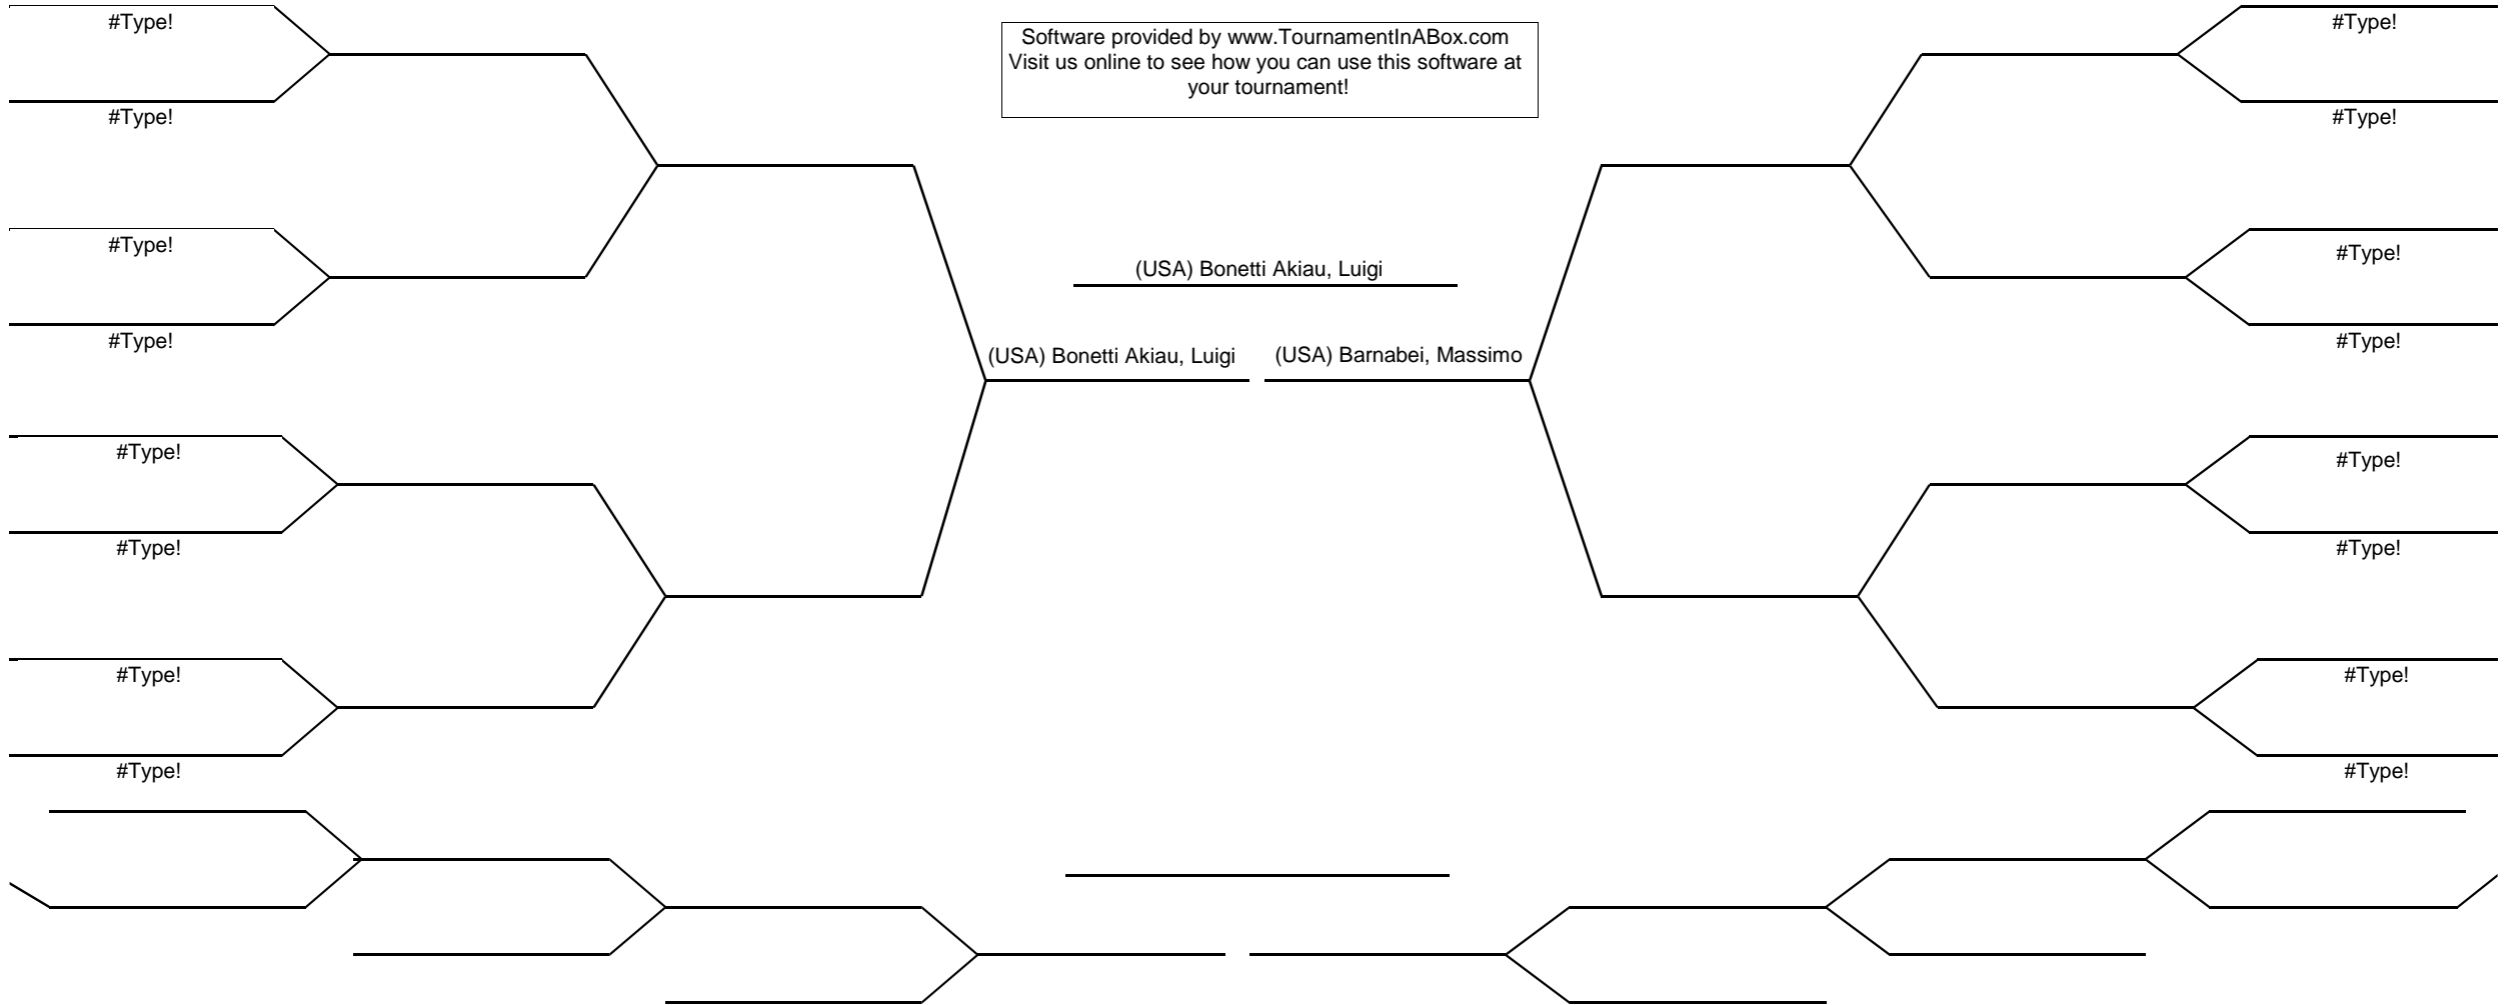 #Type!
Software provided by www.TournamentInABox.com
Visit us online to see how you can use this software at
your tournament!
#Type!
#Type!
#Type!
#Type!
#Type!
(USA) Bonetti Akiau, Luigi
#Type!
#Type!
(USA) Bonetti Akiau, Luigi
(USA) Barnabei, Massimo
#Type!
#Type!
#Type!
#Type!
#Type!
#Type!
#Type!
#Type!
#Type!